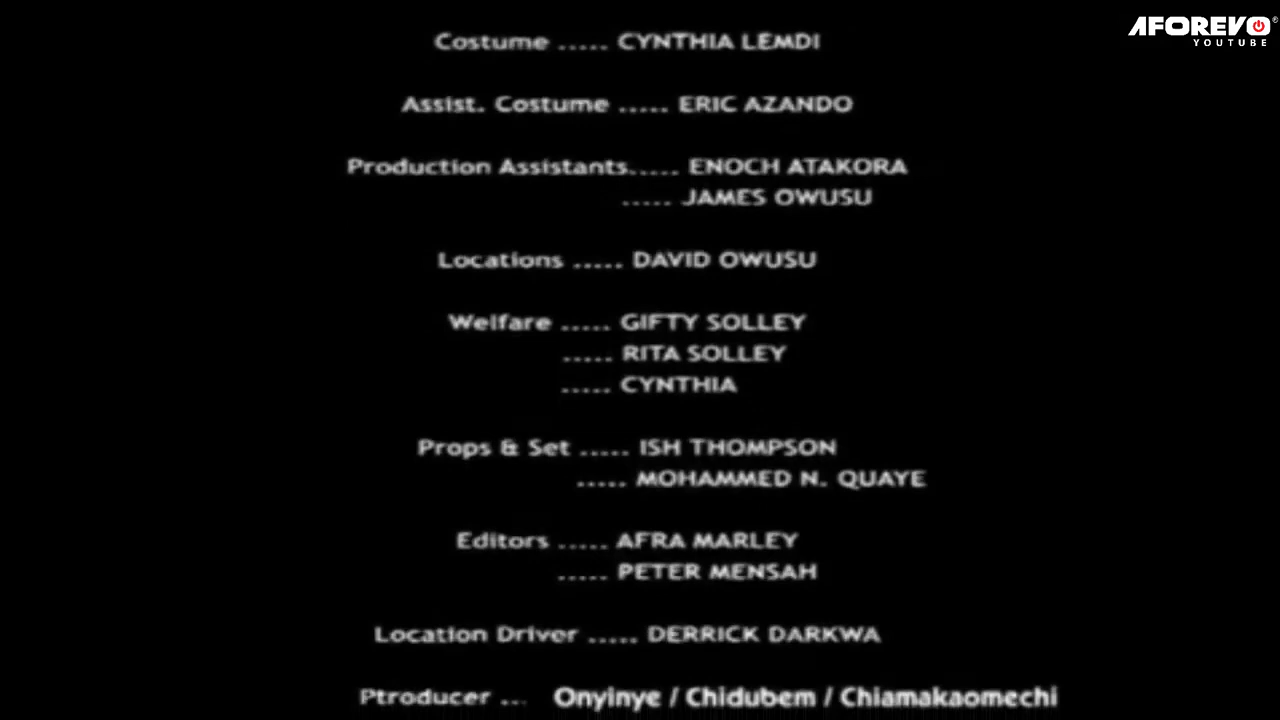 AFOREVO®
YOUTUBE
Costume ..... CYNTHIA LEMDI
Assist. Costume ..... ERIC AZANDO
Production Assistants..... ENOCH ATAKORA
..... JAMES OWUSU
Locations ..... DAVID OWUSU
Welfare ..... GIFTY SOLLEY
..... RITA SOLLEY
..... CYNTHIA
Props & Set ..... ISH THOMPSON
..... MOHAMMED N. QUAYE
Editors ..... AFRA MARLEY
..... PETER MENSAH
Location Driver ..... DERRICK DARKWA
Ptroducer ... Onyinye / Chidubem / Chiamakaomechi